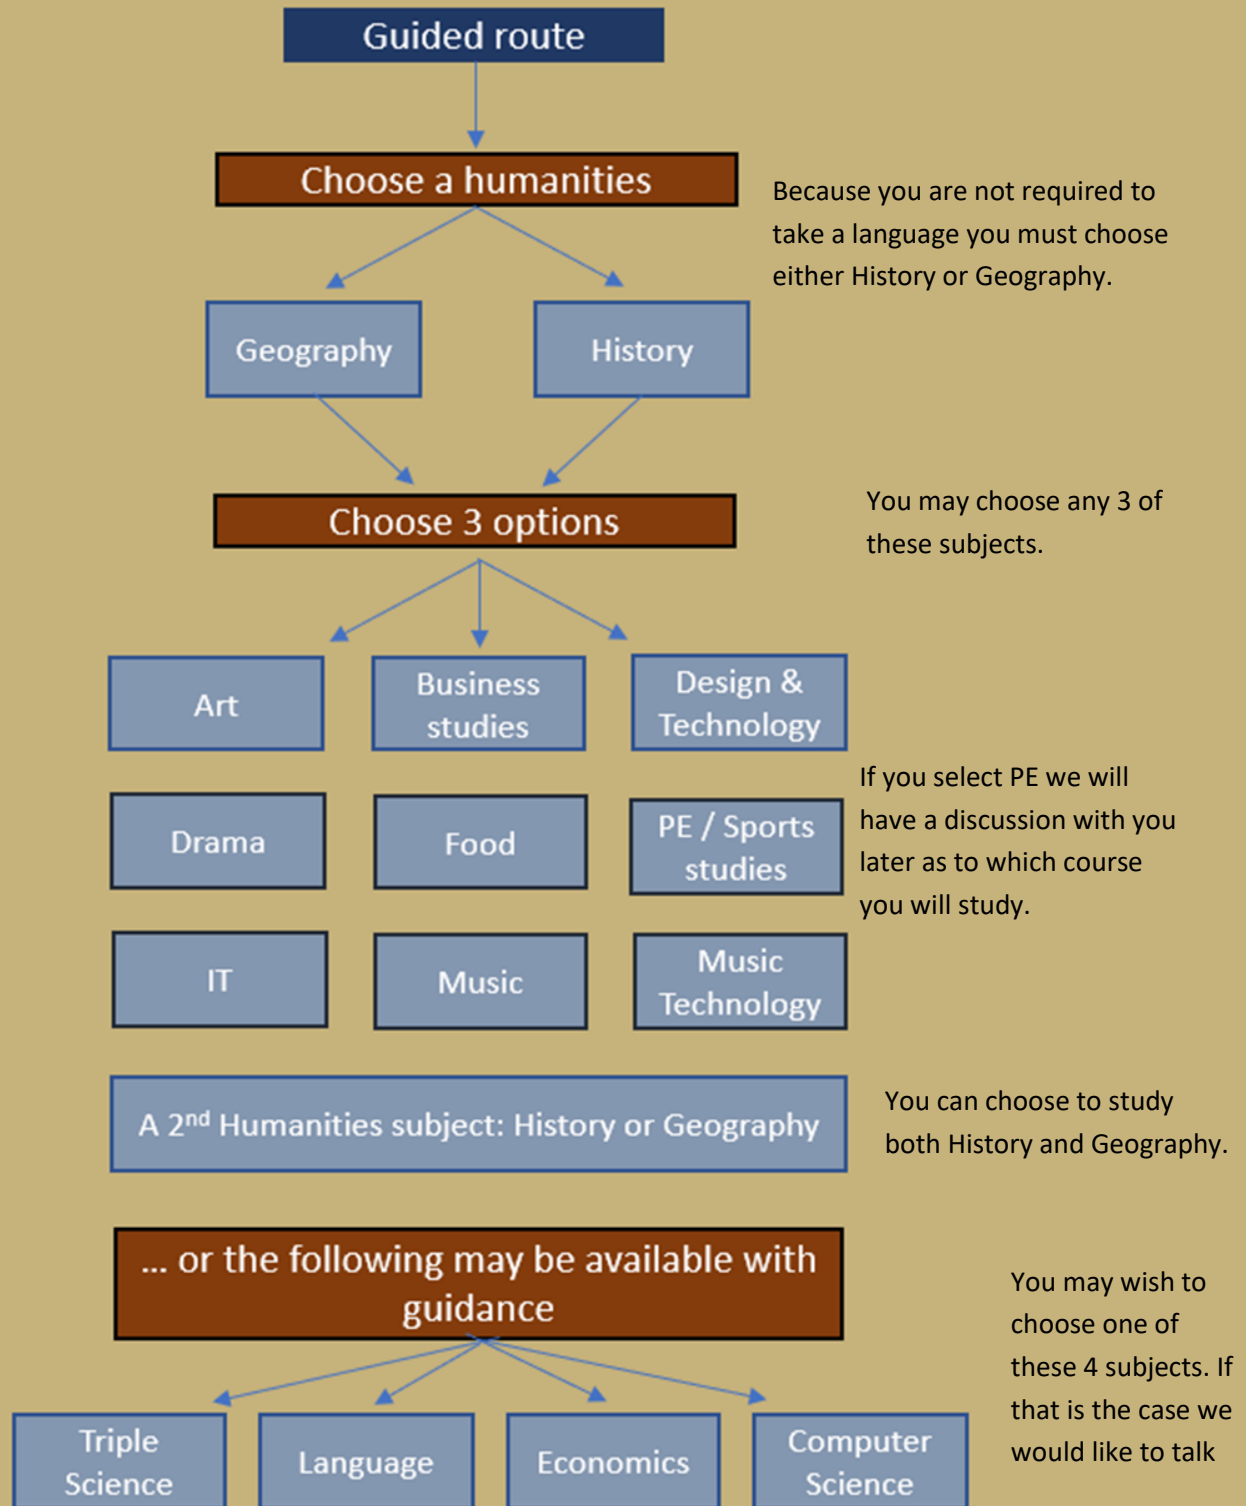 Guided route
Choose a humanities
Because you are not required to
take a language you must choose
either History or Geography.
Geography
History
Choose 3 options
You may choose any 3 of
these subjects.
Art
Business
studies
Design &
Technology
If you select PE we will
have a discussion with you
later as to which course
you will study.
Drama
Food
PE / Sports
studies
IT
Music
Music
Technology
A 2nd Humanities subject: History or Geography
You can choose to study
both History and Geography.
... or the following may be available with
guidance
You may wish to
choose one of
these 4 subjects. If
that is the case we
would like to talk
Triple
Science
Language
Economics
Computer
Science